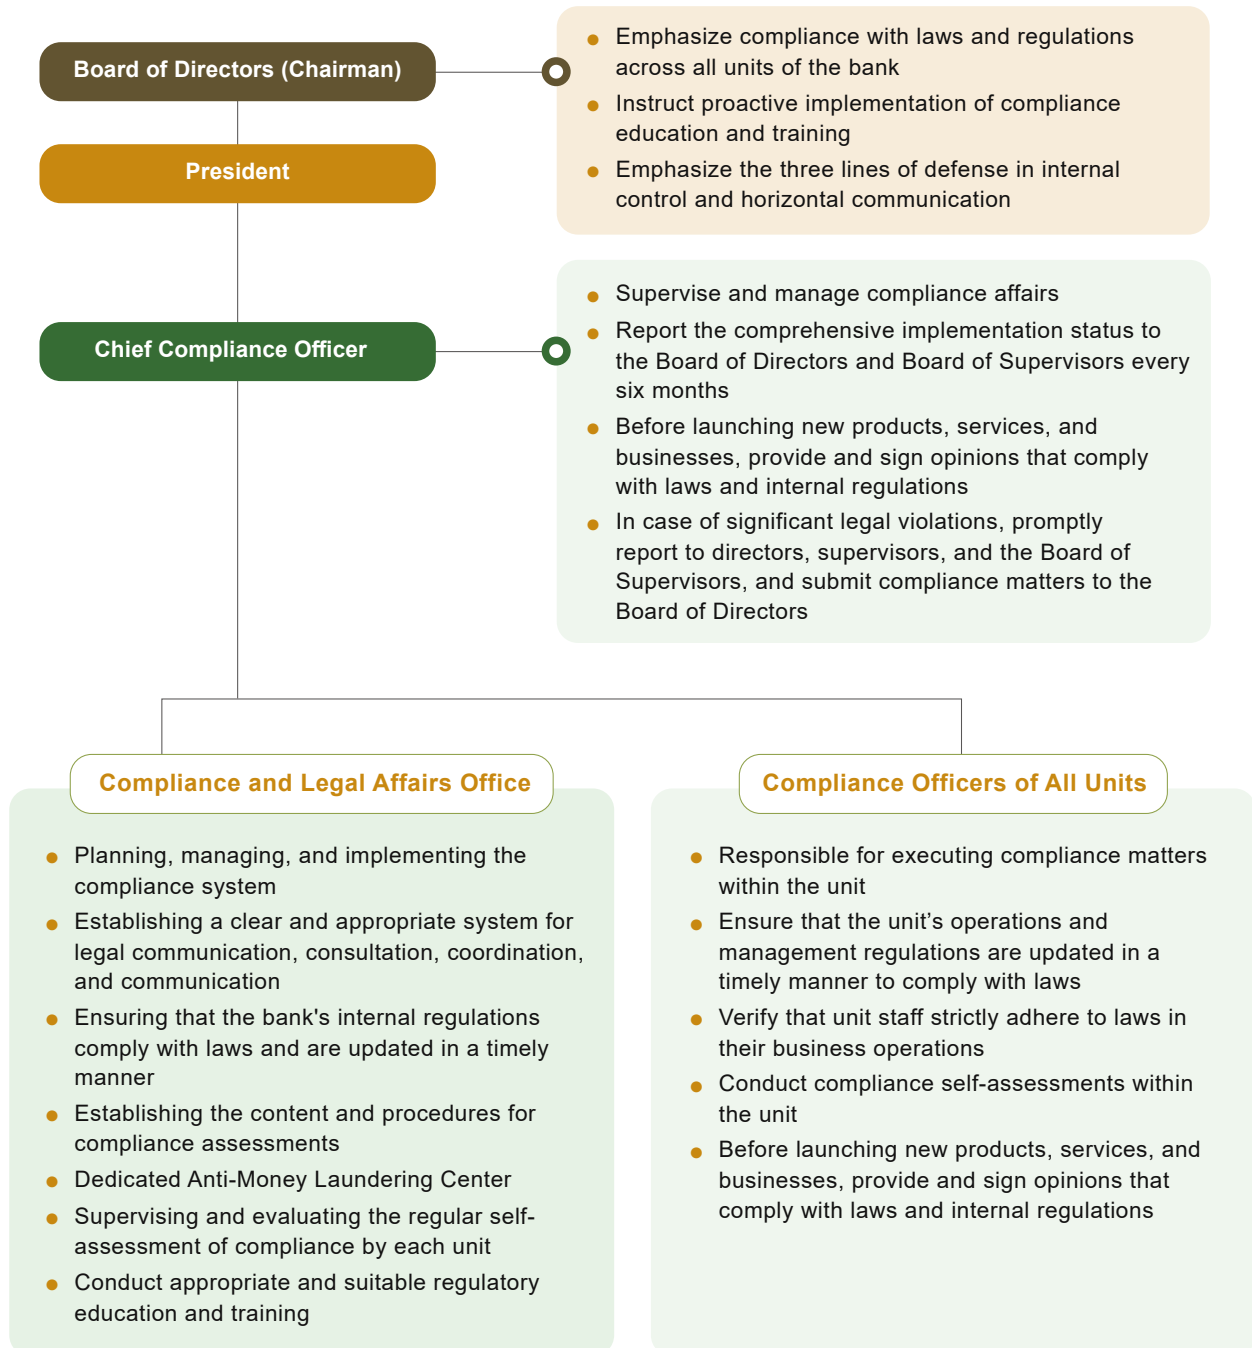 Board of Directors (Chairman)
Emphasize compliance with laws and regulations
across all units of the bank
Instruct proactive implementation of compliance
education and training
Emphasize the three lines of defense in internal
control and horizontal communication
President
Chief Compliance Officer
Supervise and manage compliance affairs
Report the comprehensive implementation status to
the Board of Directors and Board of Supervisors every
six months
Before launching new products, services, and
businesses, provide and sign opinions that comply
with laws and internal regulations
In case of significant legal violations, promptly
report to directors, supervisors, and the Board of
Supervisors, and submit compliance matters to the
Board of Directors
Compliance and Legal Affairs Office
Planning, managing, and implementing the
compliance system
Establishing a clear and appropriate system for
legal communication, consultation, coordination,
and communication
Ensuring that the bank's internal regulations
comply with laws and are updated in a timely
manner
Establishing the content and procedures for
compliance assessments
Dedicated Anti-Money Laundering Center
Supervising and evaluating the regular self-
assessment of compliance by each unit
Conduct appropriate and suitable regulatory
education and training
Compliance Officers of All Units
Responsible for executing compliance matters
within the unit
Ensure that the unit’s operations and
management regulations are updated in a
timely manner to comply with laws
Verify that unit staff strictly adhere to laws in
their business operations
Conduct compliance self-assessments within
the unit
Before launching new products, services, and
businesses, provide and sign opinions that
comply with laws and internal regulations